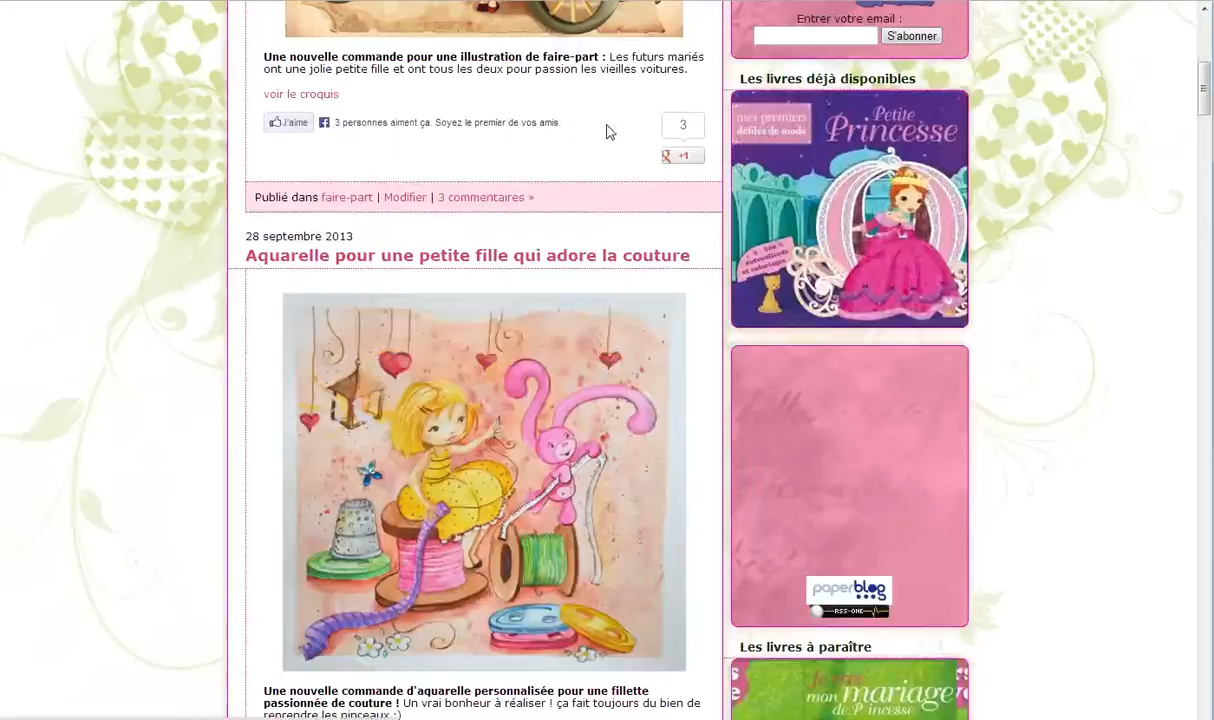 Une nouvelle commande pour une illustration de faire-part : Les futurs mariés
ont une jolie petite fille et ont tous les deux pour passion les vieilles voitures.
voir le croquis
J'aime 3 personnes aiment ça. Soyez le premier de vos amis.
3
+1
Publié dans faire-part | Modifier | 3 commentaires »
28 septembre 2013
Aquarelle pour une petite fille qui adore la couture
Une nouvelle commande d'aquarelle personnalisée pour une fillette
passionnée de couture ! Un vrai bonheur à réaliser ! ça fait toujours du bien de
reprendre les pinceaux :)
Entrer votre email :
S'abonner
Les livres déjà disponibles
mes premiers
défilés de mode
Petite
Princesse
et coloriages
paperblog
RSS-ONE
Les livres à paraître
mon mariage
de Princesse